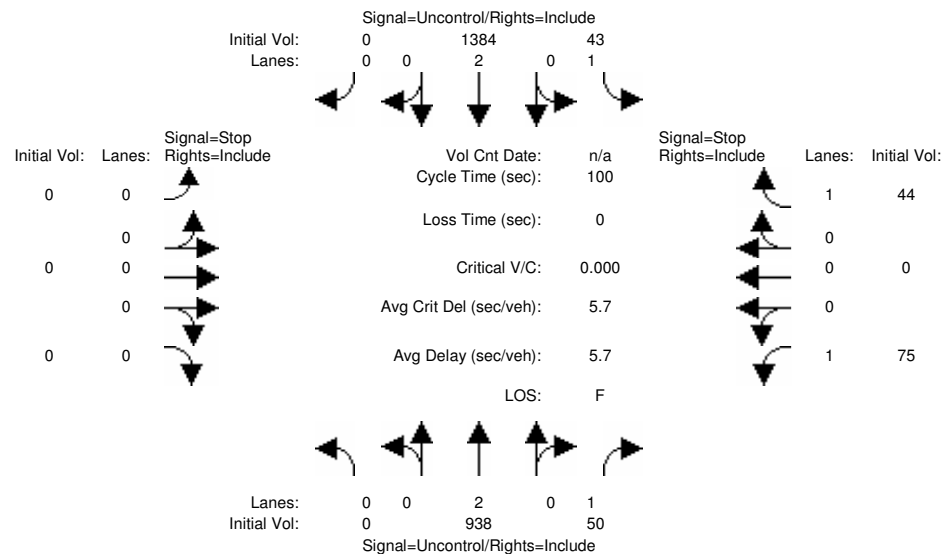 Signal=Uncontrol/Rights=Include
Initial Vol: 0 1384 43
Lanes: 0 0 2 0 1
Signal=Stop Signal=Stop
Initial Vol: Lanes: Rights=Include Vol Cnt Date: n/a Rights=Include Lanes: Initial Vol:
Cycle Time (sec): 100
0 0 1 44
Loss Time (sec): 0
0 0
0 0 Critical V/C: 0.000 0 0
0 Avg Crit Del (sec/veh): 5.7 0
0 0 Avg Delay (sec/veh): 5.7 1 75
LOS: F
Lanes: 0 0 2 0 1
Initial Vol: 0 938 50
Signal=Uncontrol/Rights=Include